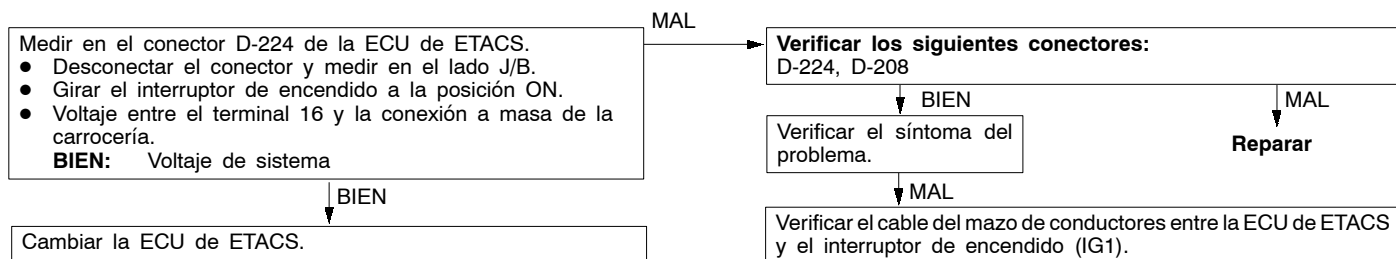 Medir en el conector D-224 de la ECU de ETACS.
● Desconectar el conector y medir en el lado J/B.
● Girar el interruptor de encendido a la posición ON.
● Voltaje entre el terminal 16 y la conexión a masa de la
carrocería.
BIEN: Voltaje de sistema
MAL
Verificar los siguientes conectores:
D-224, D-208
BIEN
MAL
Verificar el síntoma del
problema.
Reparar
BIEN
MAL
Cambiar la ECU de ETACS.
Verificar el cable del mazo de conductores entre la ECU de ETACS
y el interruptor de encendido (IG1).